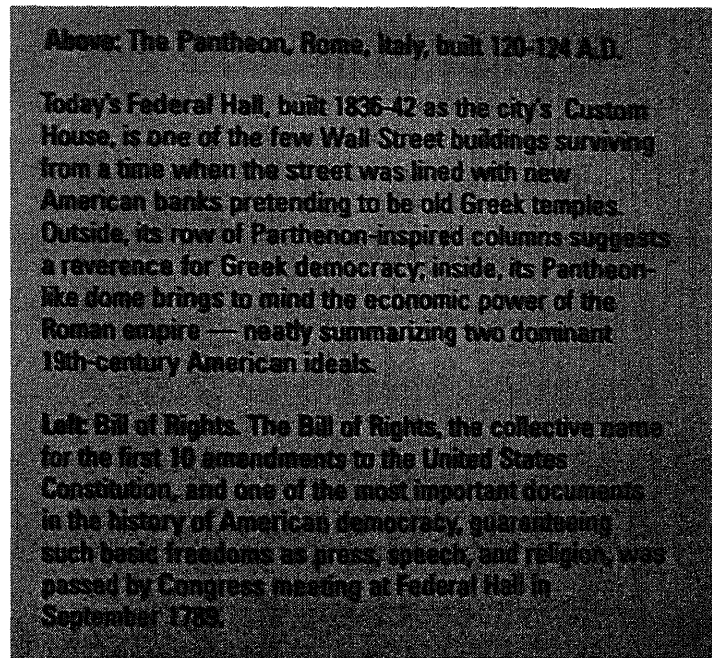 Above: The Pantheon, Rome, Italy, built 120-124 A.D.
Today's Federal Hall, built 1836-42 as the city's Custom
House, is one of the few Wall Street buildings surviving
from a time when the street was lined with new
American banks pretending to be old Greek temples.
Outside, its row of Parthenon-inspired columns suggests
a reverence for Greek democracy; inside, its Pantheon-
like dome brings to mind the economic power of the
Roman empire — neatly summarizing two dominant
19th-century American ideals.
Left: Bill of Rights. The Bill of Rights, the collective name
for the first 10 amendments to the United States
Constitution, and one of the most important documents
in the history of American democracy, guaranteeing
such basic freedoms as press, speech, and religion, was
passed by Congress meeting at Federal Hall in
September 1789.